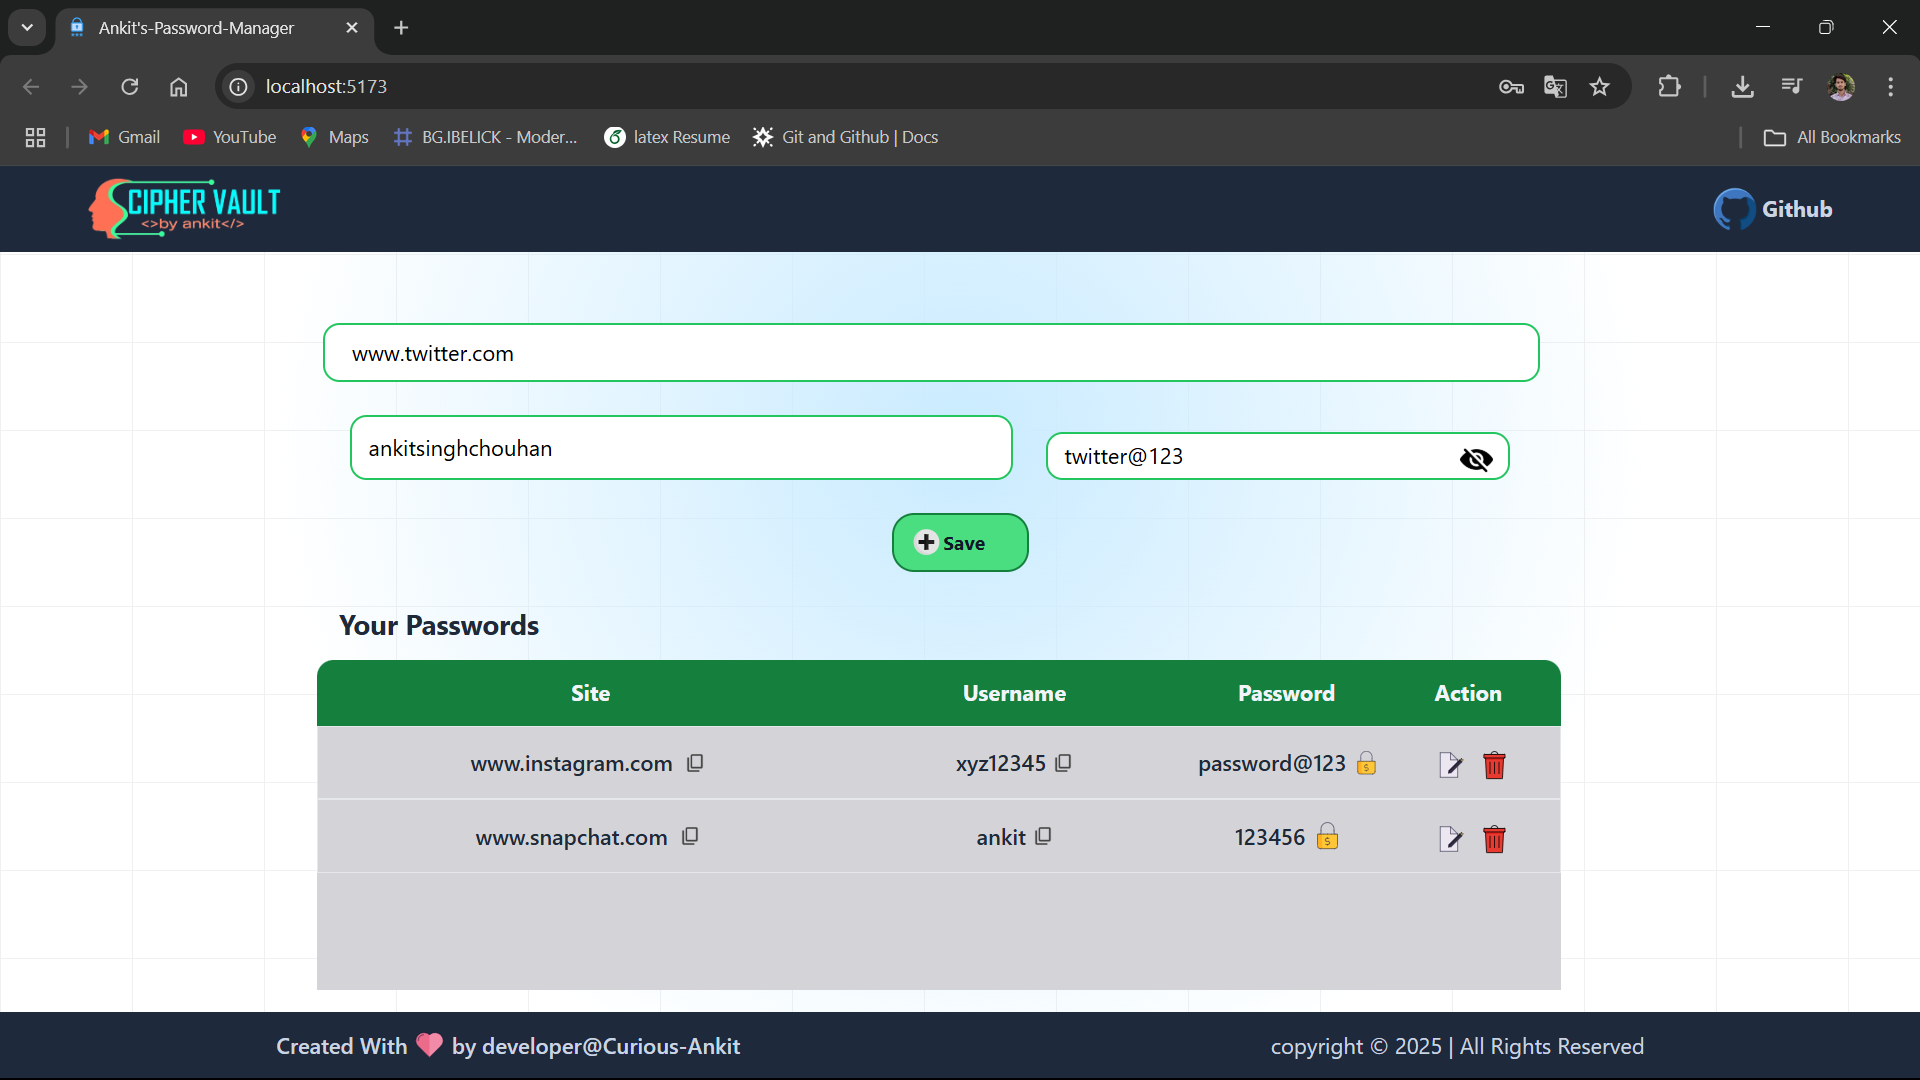 Ankit's-Password-Manager
localhost:5173
Gmail YouTube Maps BG.IBELICK - Moder... latex Resume Git and Github | Docs All Bookmarks
CIPHER VAULT
<>by ankit</>
Github
www.twitter.com
ankitsinghchouhan
twitter@123
Save
Your Passwords
Site Username Password Action
www.instagram.com xyz12345 password@123
www.snapchat.com ankit 123456
Created With by developer@Curious-Ankit
copyright © 2025 | All Rights Reserved